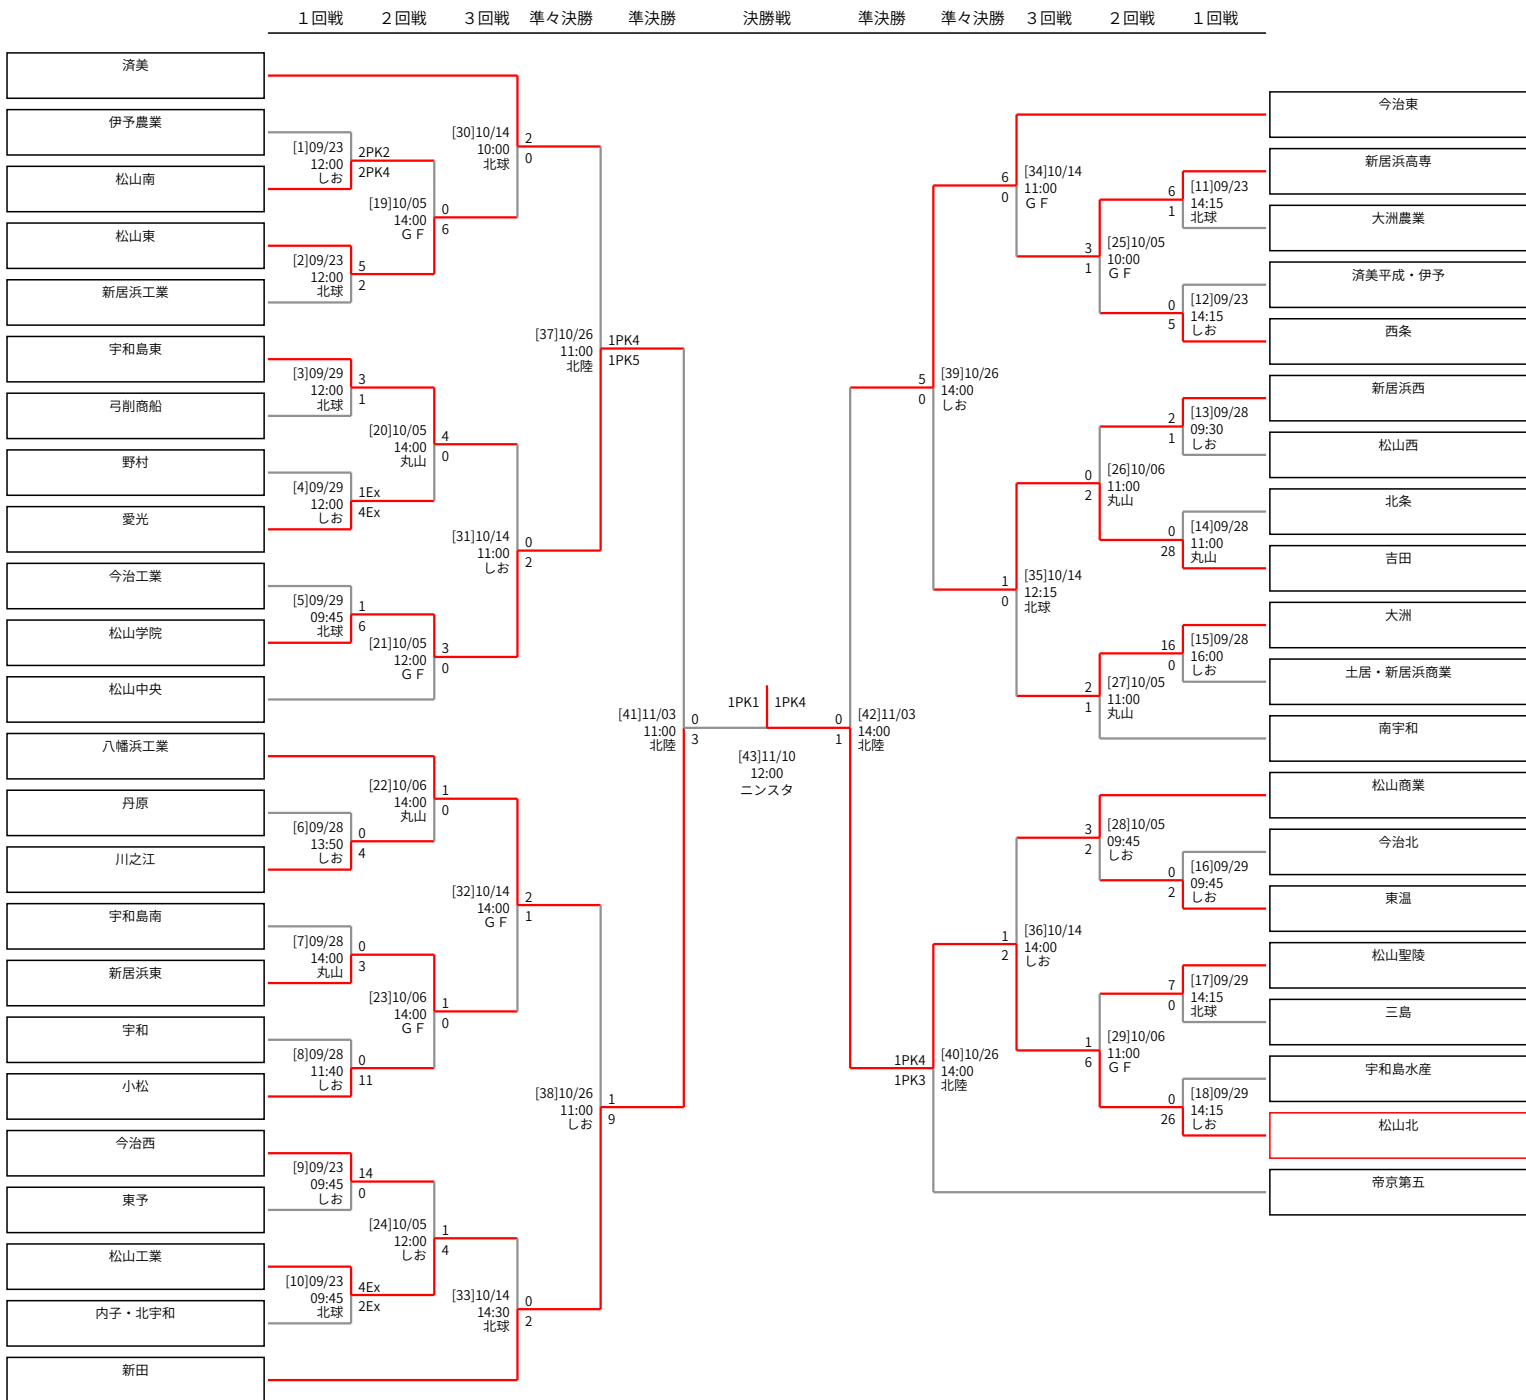 １回戦 ２回戦 ３回戦 準々決勝 準決勝 決勝戦 準決勝 準々決勝 ３回戦 ２回戦 １回戦
済美
伊予農業
松山南
松山東
新居浜工業
宇和島東
弓削商船
野村
愛光
今治工業
松山学院
松山中央
八幡浜工業
丹原
川之江
宇和島南
新居浜東
宇和
小松
今治西
東予
松山工業
内子・北宇和
新田
[1]09/23
12:00
しお
2PK2
2PK4
[2]09/23
12:00
北球
5
2
[3]09/29
12:00
北球
3
1
[4]09/29
12:00
しお
1Ex
4Ex
[5]09/29
09:45
北球
1
6
[6]09/28
13:50
しお
0
4
[7]09/28
14:00
丸山
0
3
[8]09/28
11:40
しお
0
11
[9]09/23
09:45
しお
14
0
[10]09/23
09:45
北球
4Ex
2Ex
[19]10/05
14:00
ＧＦ
0
6
[20]10/05
14:00
丸山
4
0
[21]10/05
12:00
ＧＦ
3
0
[22]10/06
14:00
丸山
1
0
[23]10/06
14:00
ＧＦ
1
0
[24]10/05
12:00
しお
1
4
[30]10/14
10:00
北球
2
0
[31]10/14
11:00
しお
0
2
[32]10/14
14:00
ＧＦ
2
1
[33]10/14
14:30
北球
0
2
[37]10/26
11:00
北陸
1PK4
1PK5
[38]10/26
11:00
しお
1
9
[41]11/03
11:00
北陸
0
3
1PK1 1PK4
[43]11/10
12:00
ニンスタ
0
1
[42]11/03
14:00
北陸
5
0
[39]10/26
14:00
しお
1PK4
1PK3
[40]10/26
14:00
北陸
6
0
[34]10/14
11:00
ＧＦ
1
0
[35]10/14
12:15
北球
1
2
[36]10/14
14:00
しお
3
1
[25]10/05
10:00
ＧＦ
0
2
[26]10/06
11:00
丸山
2
1
[27]10/05
11:00
丸山
3
2
[28]10/05
09:45
しお
1
6
[29]10/06
11:00
ＧＦ
6
1
[11]09/23
14:15
北球
0
5
[12]09/23
14:15
しお
2
1
[13]09/28
09:30
しお
0
28
[14]09/28
11:00
丸山
16
0
[15]09/28
16:00
しお
0
2
[16]09/29
09:45
しお
7
0
[17]09/29
14:15
北球
0
26
[18]09/29
14:15
しお
今治東
新居浜高専
大洲農業
済美平成・伊予
西条
新居浜西
松山西
北条
吉田
大洲
土居・新居浜商業
南宇和
松山商業
今治北
東温
松山聖陵
三島
宇和島水産
松山北
帝京第五